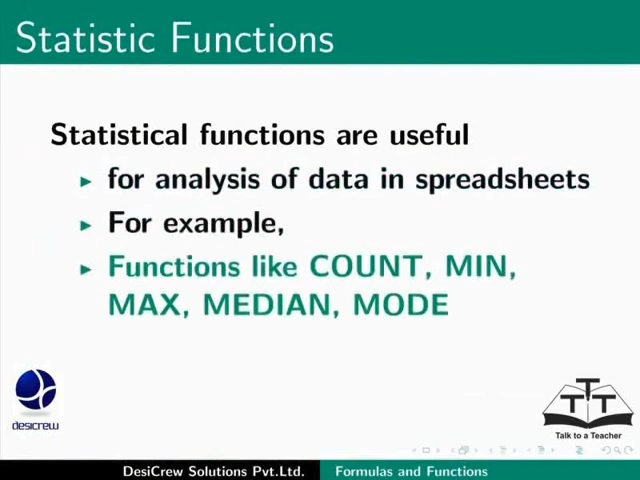 Statistic Functions
Statistical functions are useful
for analysis of data in spreadsheets
For example,
Functions like COUNT, MIN,
MAX, MEDIAN, MODE
desicrew
T T T
Talk to a Teacher
DesiCrew Solutions Pvt.Ltd. Formulas and Functions